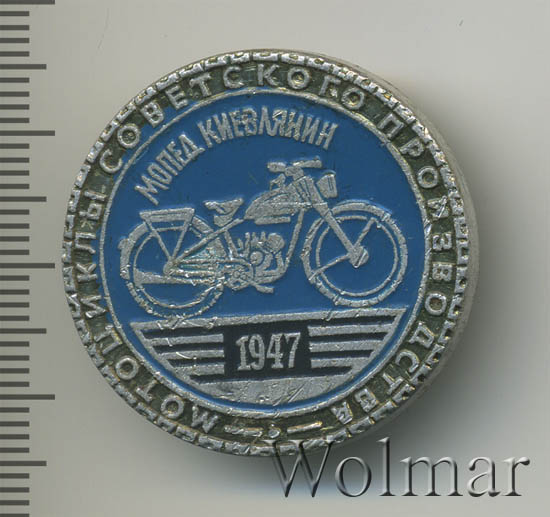 МОТОЦИКЛЫ СОВЕТСКОГО ПРОИЗВОДСТВА
МОПЕД КИЕВЛЯНИН
1947
Wolmar